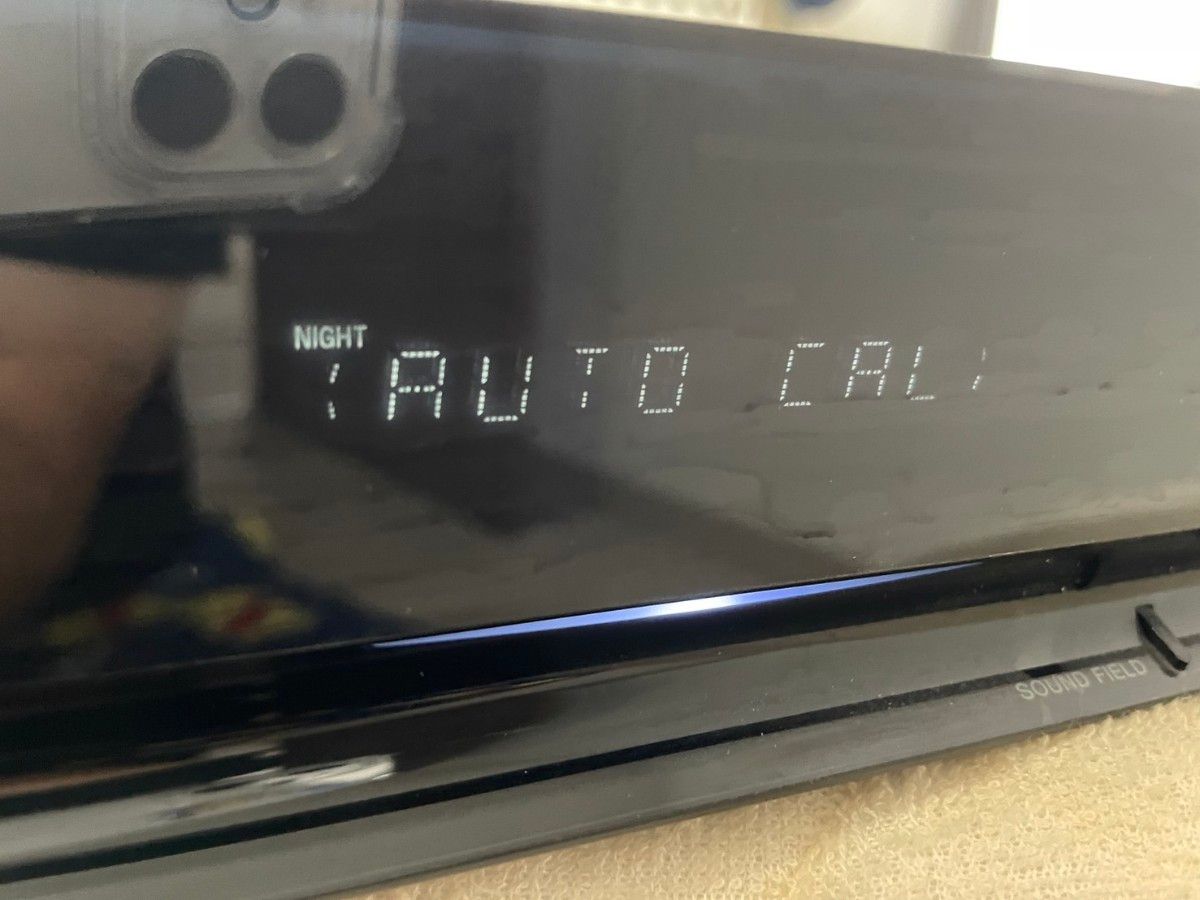 NIGHT
< AUTO CAL >
SOUND FIELD